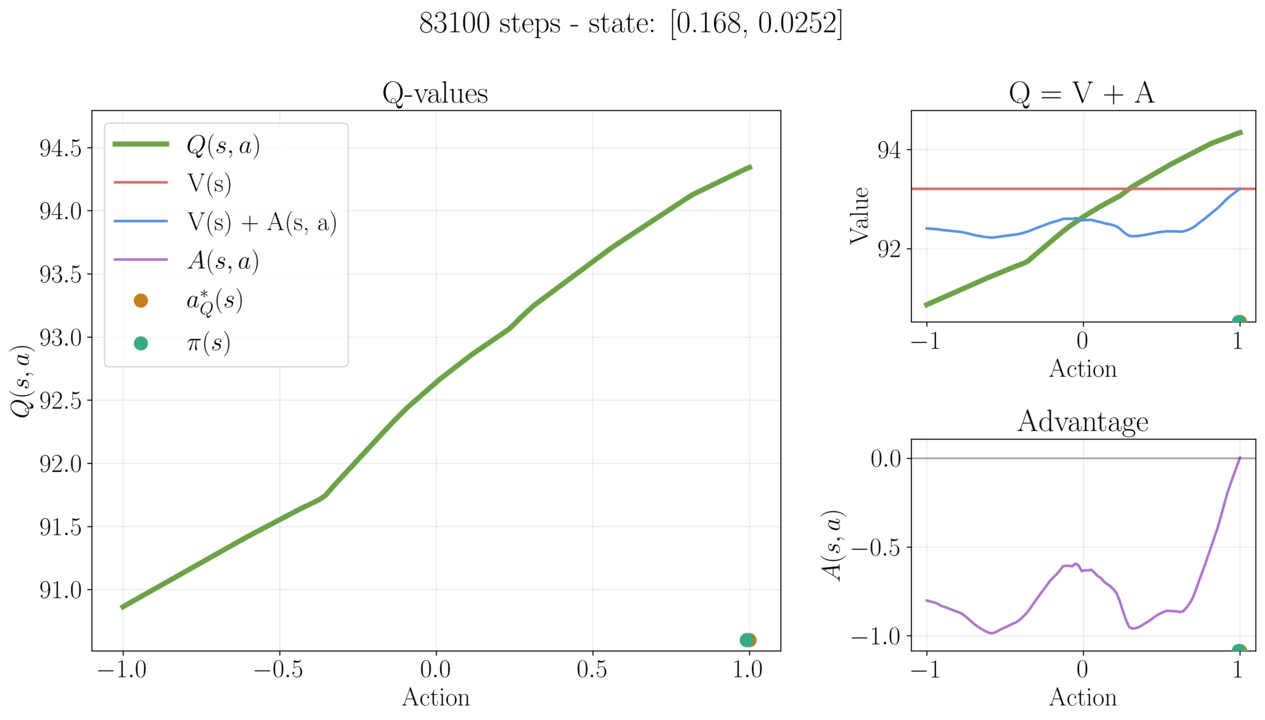 83100 steps - state: [0.168, 0.0252]
Q-values
Q(s, a)
94.5
94.0
93.5
93.0
92.5
92.0
91.5
91.0
Q(s, a)
V(s)
V(s) + A(s, a)
A(s, a)
a*Q(s)
π(s)
−1.0
−0.5
0.0
0.5
1.0
Action
Q = V + A
Value
94
92
−1
0
1
Action
Advantage
A(s, a)
0.0
−0.5
−1.0
−1
0
1
Action